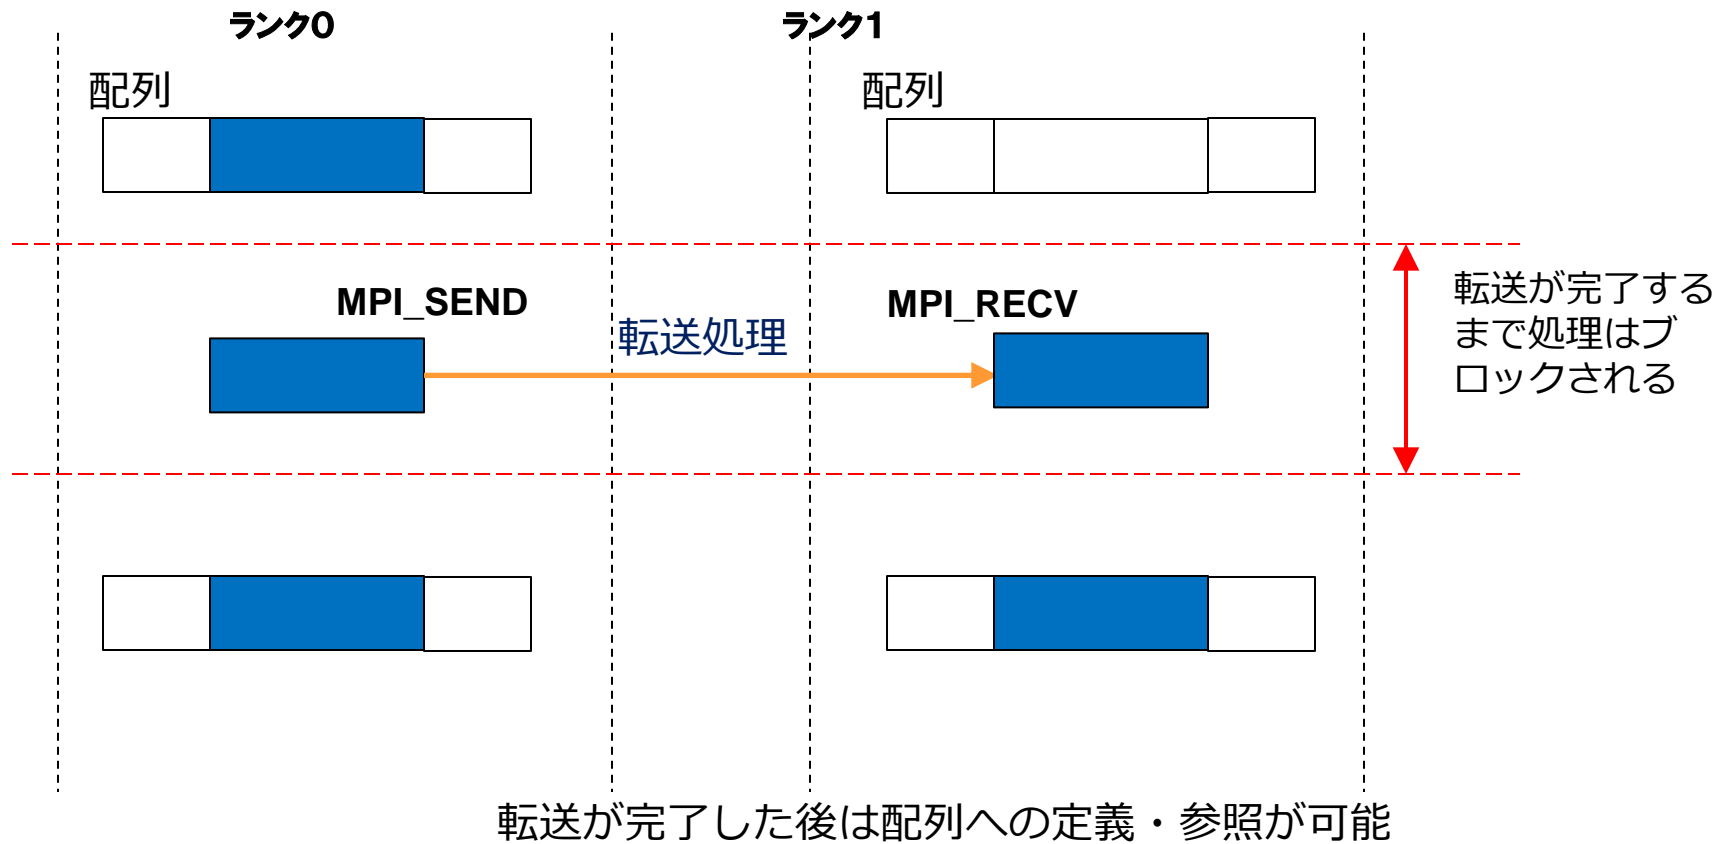 ランク0
ランク1
配列
配列
MPI_SEND
MPI_RECV
転送処理
転送が完了する
まで処理はブ
ロックされる
転送が完了した後は配列への定義・参照が可能